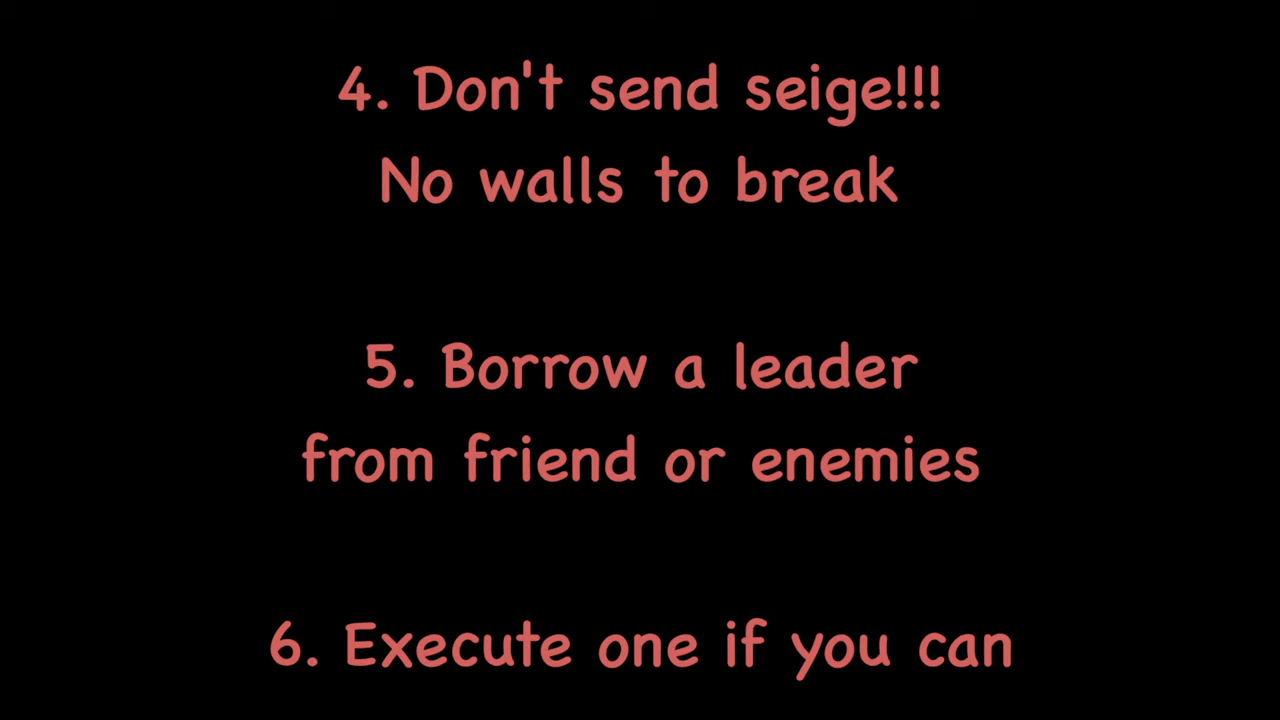 4. Don't send seige!!!
No walls to break
5. Borrow a leader
from friend or enemies
6. Execute one if you can